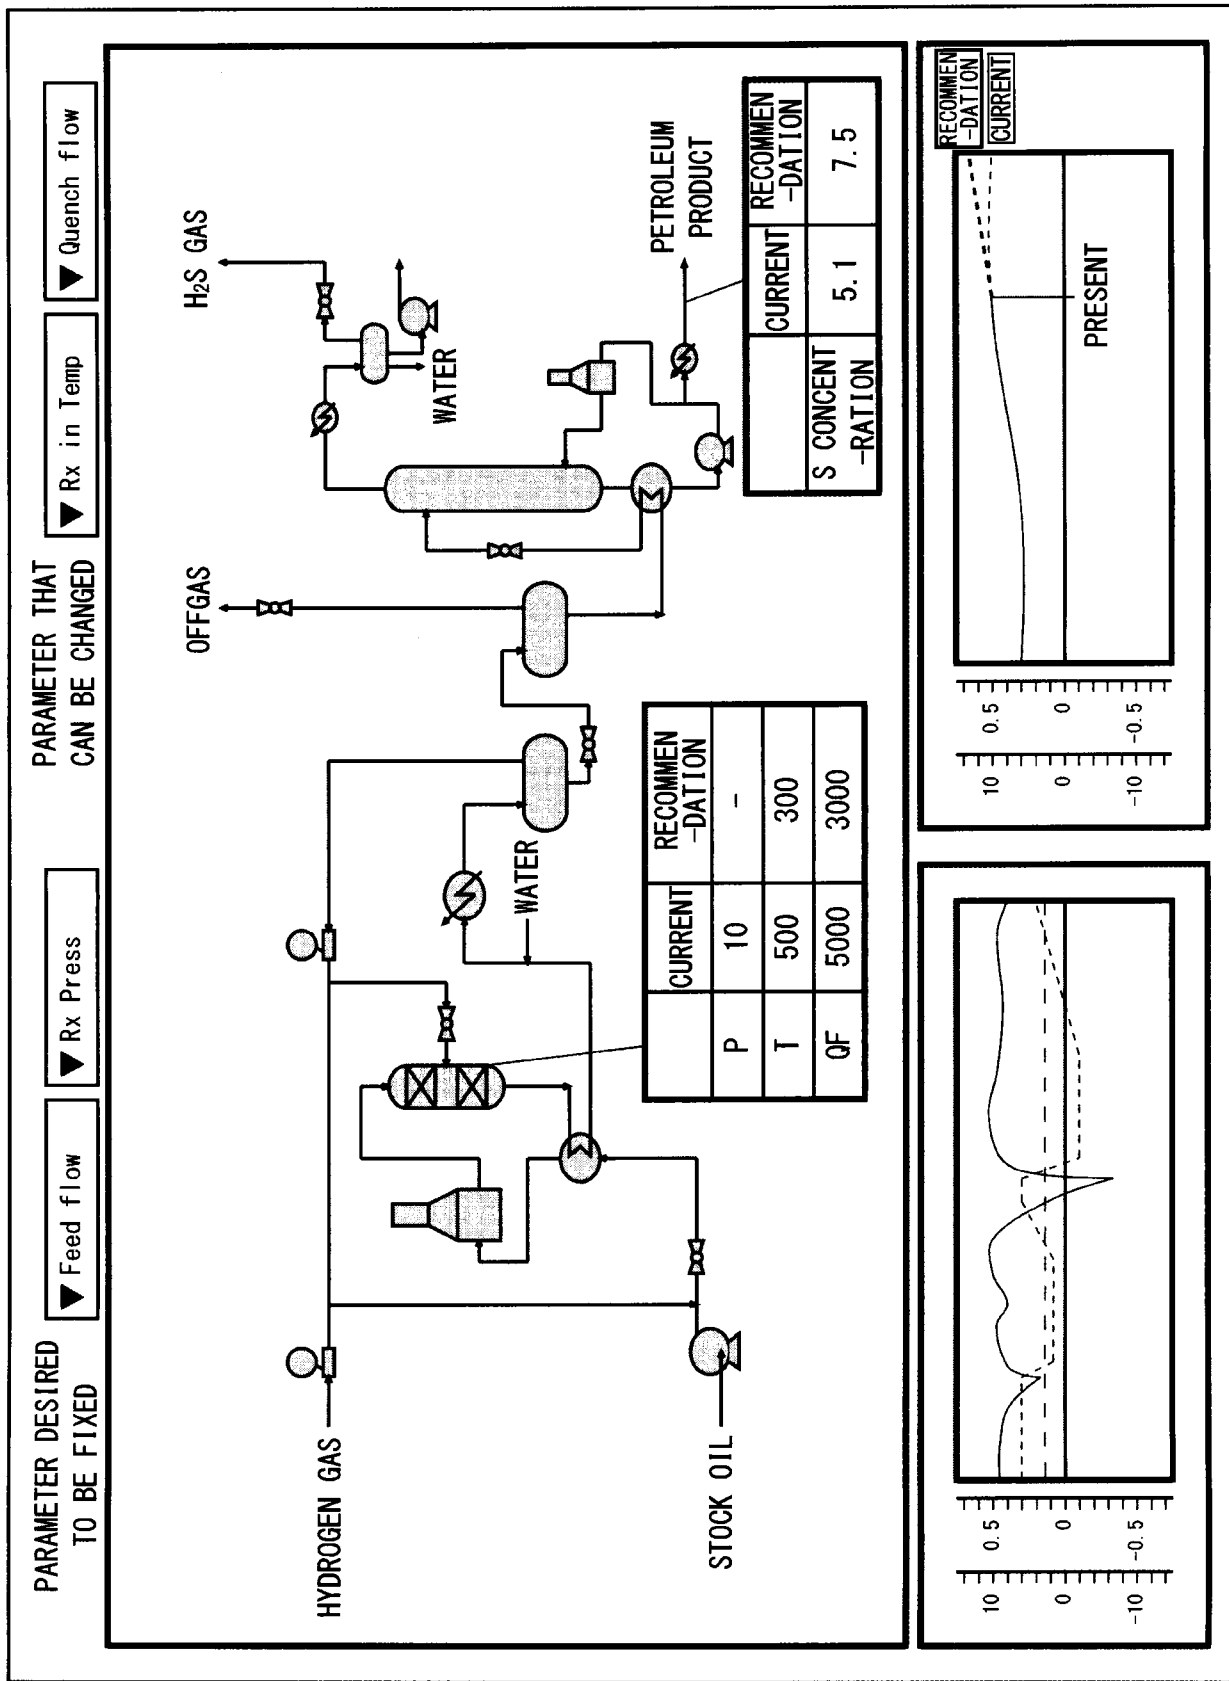 PARAMETER DESIRED
TO BE FIXED
▼ Feed flow
▼ Rx Press
PARAMETER THAT
CAN BE CHANGED
▼ Rx in Temp
▼ Quench flow
HYDROGEN GAS
STOCK OIL
WATER
OFFGAS
H2S GAS
WATER
PETROLEUM
PRODUCT
CURRENT
RECOMMEN
-DATION
P
10
-
T
500
300
QF
5000
3000
CURRENT
RECOMMEN
-DATION
S CONCENT
-RATION
5.1
7.5
10
0
-10
0.5
0
-0.5
10
0
-10
0.5
0
-0.5
PRESENT
RECOMMEN
-DATION
CURRENT